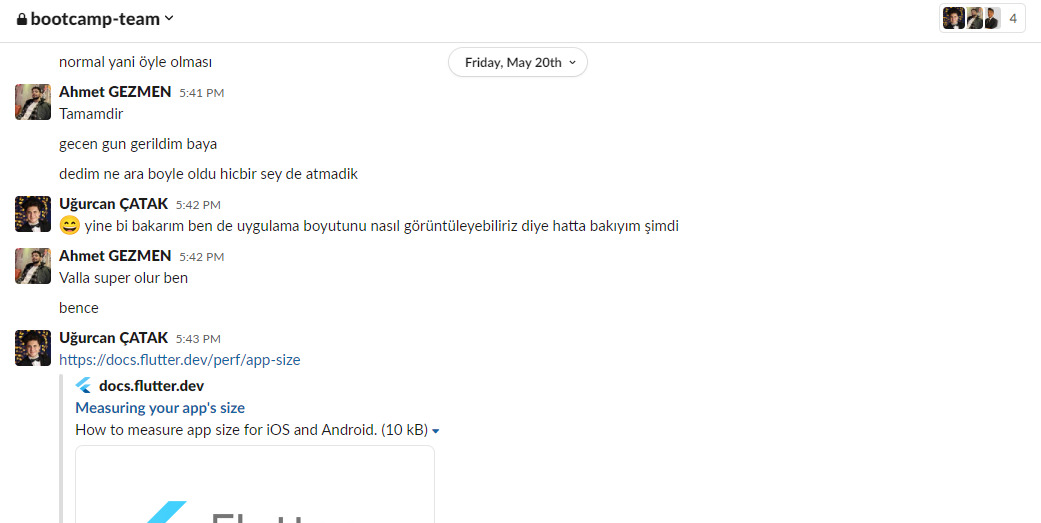 bootcamp-team
4
normal yani öyle olması
Friday, May 20th
Ahmet GEZMEN 5:41 PM
Tamamdir
gecen gun gerildim baya
dedim ne ara boyle oldu hicbir sey de atmadik
Uğurcan ÇATAK 5:42 PM
😄 yine bi bakarım ben de uygulama boyutunu nasıl görüntüleyebiliriz diye hatta bakıyım şimdi
Ahmet GEZMEN 5:42 PM
Valla super olur ben
bence
Uğurcan ÇATAK 5:43 PM
https://docs.flutter.dev/perf/app-size
docs.flutter.dev
Measuring your app's size
How to measure app size for iOS and Android. (10 kB)